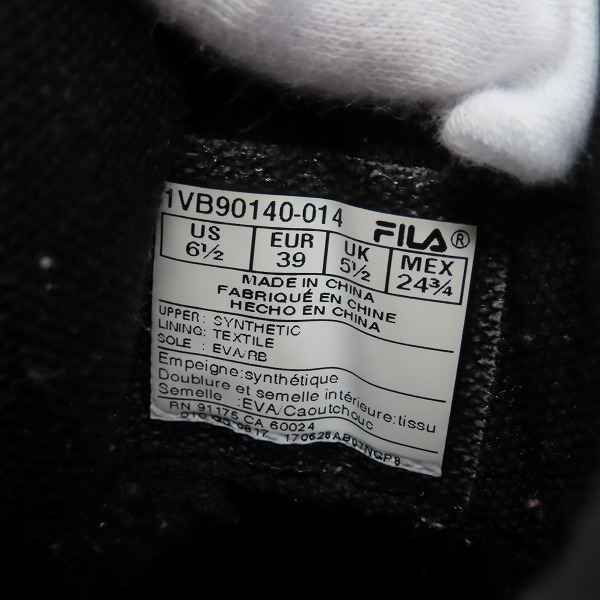 1VB90140-014 FILA®
US EUR UK MEX
6½ 39 5½ 24¾
MADE IN CHINA
FABRIQUÉ EN CHINE
HECHO EN CHINA
UPPER: SYNTHETIC
LINING: TEXTILE
SOLE : EVA/RB
Empeigne:synthétique
Doublure et semelle intérieure:tissu
Semelle :EVA/Caoutchouc
RN 91175 CA 60024